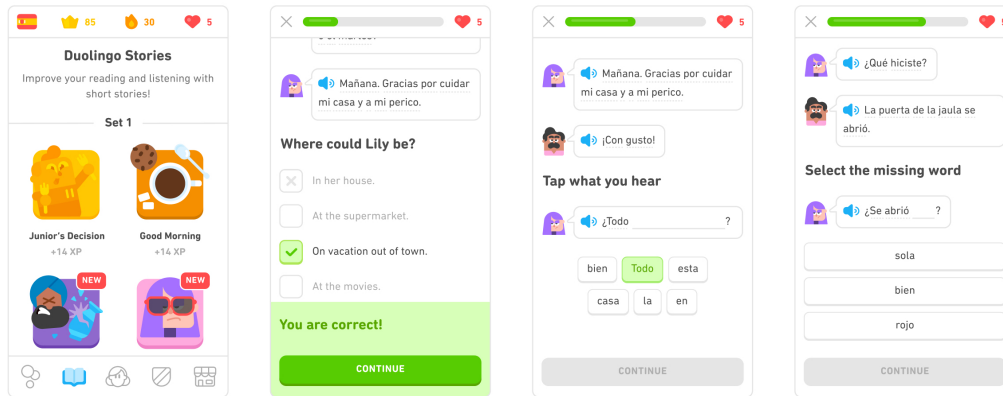 85
30
5
Duolingo Stories
Improve your reading and listening with
short stories!
Set 1
Junior's Decision
Good Morning
+14 XP
+14 XP
NEW
NEW
5
Mañana. Gracias por cuidar
mi casa y a mi perico.
Where could Lily be?
In her house.
At the supermarket.
On vacation out of town.
At the movies.
You are correct!
CONTINUE
5
Mañana. Gracias por cuidar
mi casa y a mi perico.
¡Con gusto!
Tap what you hear
¿Todo ?
bien
Todo
esta
casa
la
en
CONTINUE
¿Qué hiciste?
La puerta de la jaula se
abrió.
Select the missing word
¿Se abrió ___ ?
sola
bien
rojo
CONTINUE